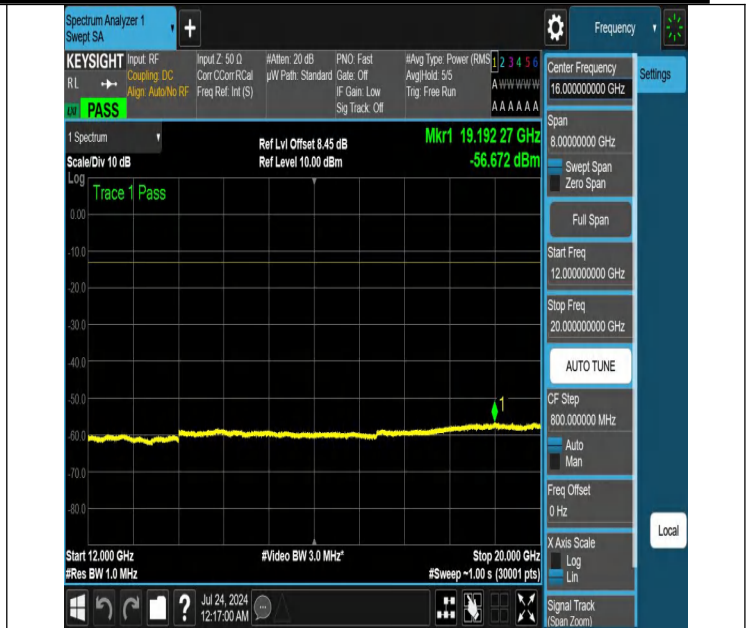 Spectrum Analyzer 1
Swept SA
Frequency
KEYSIGHT
RL
PASS
Input: RF
Coupling: DC
Align: Auto/No RF
Input Z: 50 Ω
Corr CCorr RCal
Freq Ref: Int (S)
#Atten: 20 dB
µW Path: Standard
PNO: Fast
Gate: Off
IF Gain: Low
Sig Track: Off
#Avg Type: Power (RMS
Avg|Hold: 5/5
Trig: Free Run
1 2 3 4 5 6
A W W W W W
A A A A A A
Center Frequency
16.000000000 GHz
Settings
1 Spectrum
Scale/Div 10 dB
Ref Lvl Offset 8.45 dB
Ref Level 10.00 dBm
Mkr1 19.192 27 GHz
-56.672 dBm
Span
8.00000000 GHz
Swept Span
Zero Span
Log
Trace 1 Pass
Full Span
0.00
-10.0
-20.0
-30.0
-40.0
-50.0
-60.0
-70.0
-80.0
1
Start Freq
12.000000000 GHz
Stop Freq
20.000000000 GHz
AUTO TUNE
CF Step
800.000000 MHz
Auto
Man
Freq Offset
0 Hz
X Axis Scale
Log
Lin
Local
Start 12.000 GHz
#Res BW 1.0 MHz
#Video BW 3.0 MHz*
Stop 20.000 GHz
#Sweep ~1.00 s (30001 pts)
Signal Track
(Span Zoom)
?
Jul 24, 2024
12:17:00 AM